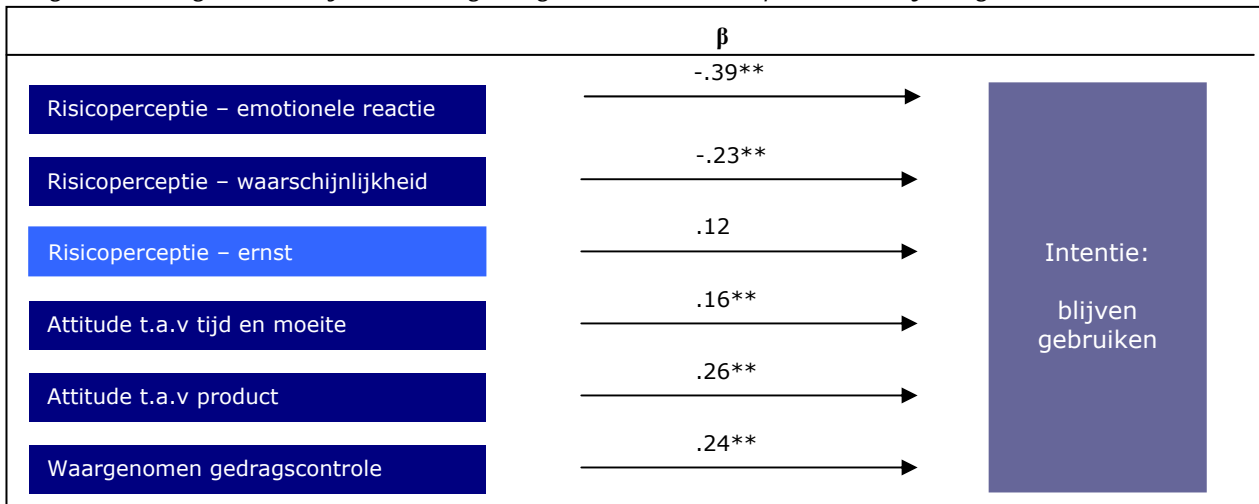 β
Risicoperceptie – emotionele reactie
-.39**
Risicoperceptie – waarschijnlijkheid
-.23**
Risicoperceptie – ernst
.12
Attitude t.a.v tijd en moeite
.16**
Attitude t.a.v product
.26**
Waargenomen gedragscontrole
.24**
Intentie:
blijven
gebruiken